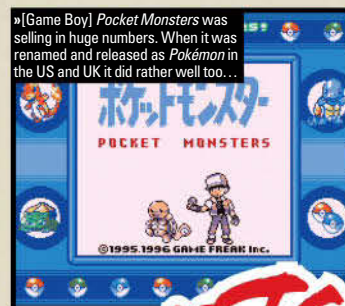 »[Game Boy] Pocket Monsters was
selling in huge numbers. When it was
renamed and released as Pokémon in
the US and UK it did rather well too…
ポケットモンスター
POCKET MONSTERS
©1995.1996 GAME FREAK Inc.